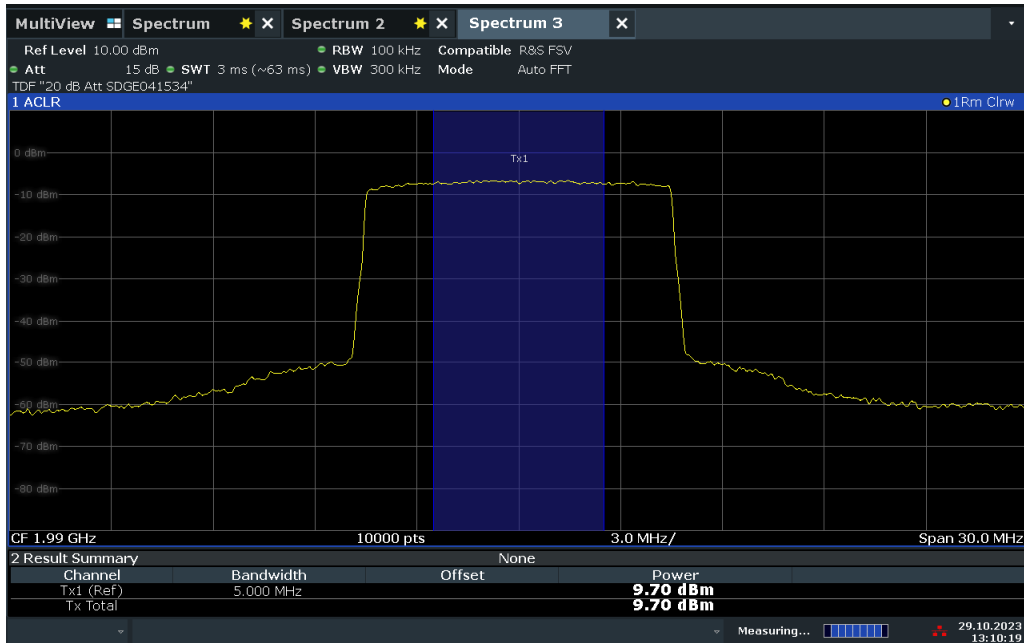 MultiView Spectrum X Spectrum 2 X Spectrum 3 X
Ref Level 10.00 dBm RBW 100 kHz Compatible R&S FSV
Att 15 dB SWT 3 ms (~63 ms) VBW 300 kHz Mode Auto FFT
TDF "20 dB Att SDGE041534"
1 ACLR 1Rm Clrw
0 dBm
Tx1
-10 dBm
-20 dBm
-30 dBm
-40 dBm
-50 dBm
-60 dBm
-70 dBm
-80 dBm
CF 1.99 GHz 10000 pts 3.0 MHz/ Span 30.0 MHz
2 Result Summary None
Channel Bandwidth Offset Power
Tx1 (Ref) 5.000 MHz 9.70 dBm
Tx Total 9.70 dBm
Measuring... 29.10.2023
13:10:19